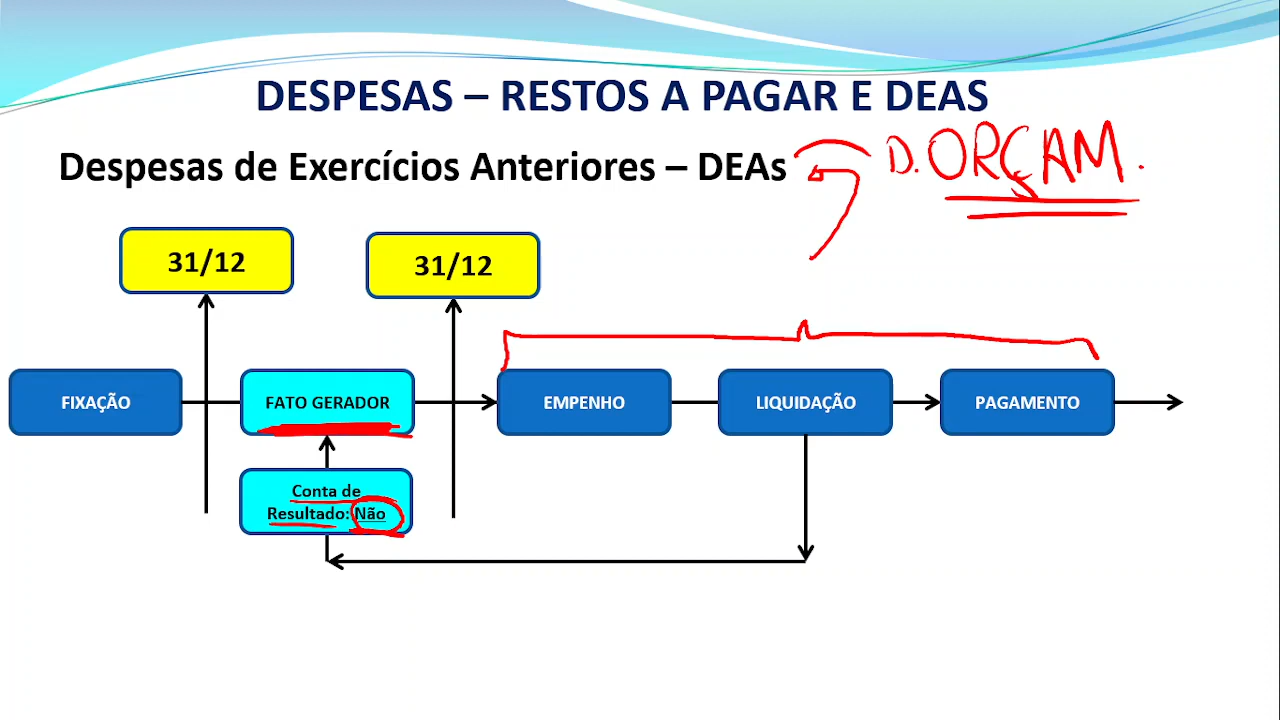 DESPESAS – RESTOS A PAGAR E DEAS
Despesas de Exercícios Anteriores – DEAs
D. ORÇAM.
31/12
31/12
FIXAÇÃO
FATO GERADOR
EMPENHO
LIQUIDAÇÃO
PAGAMENTO
Conta de
Resultado: Não